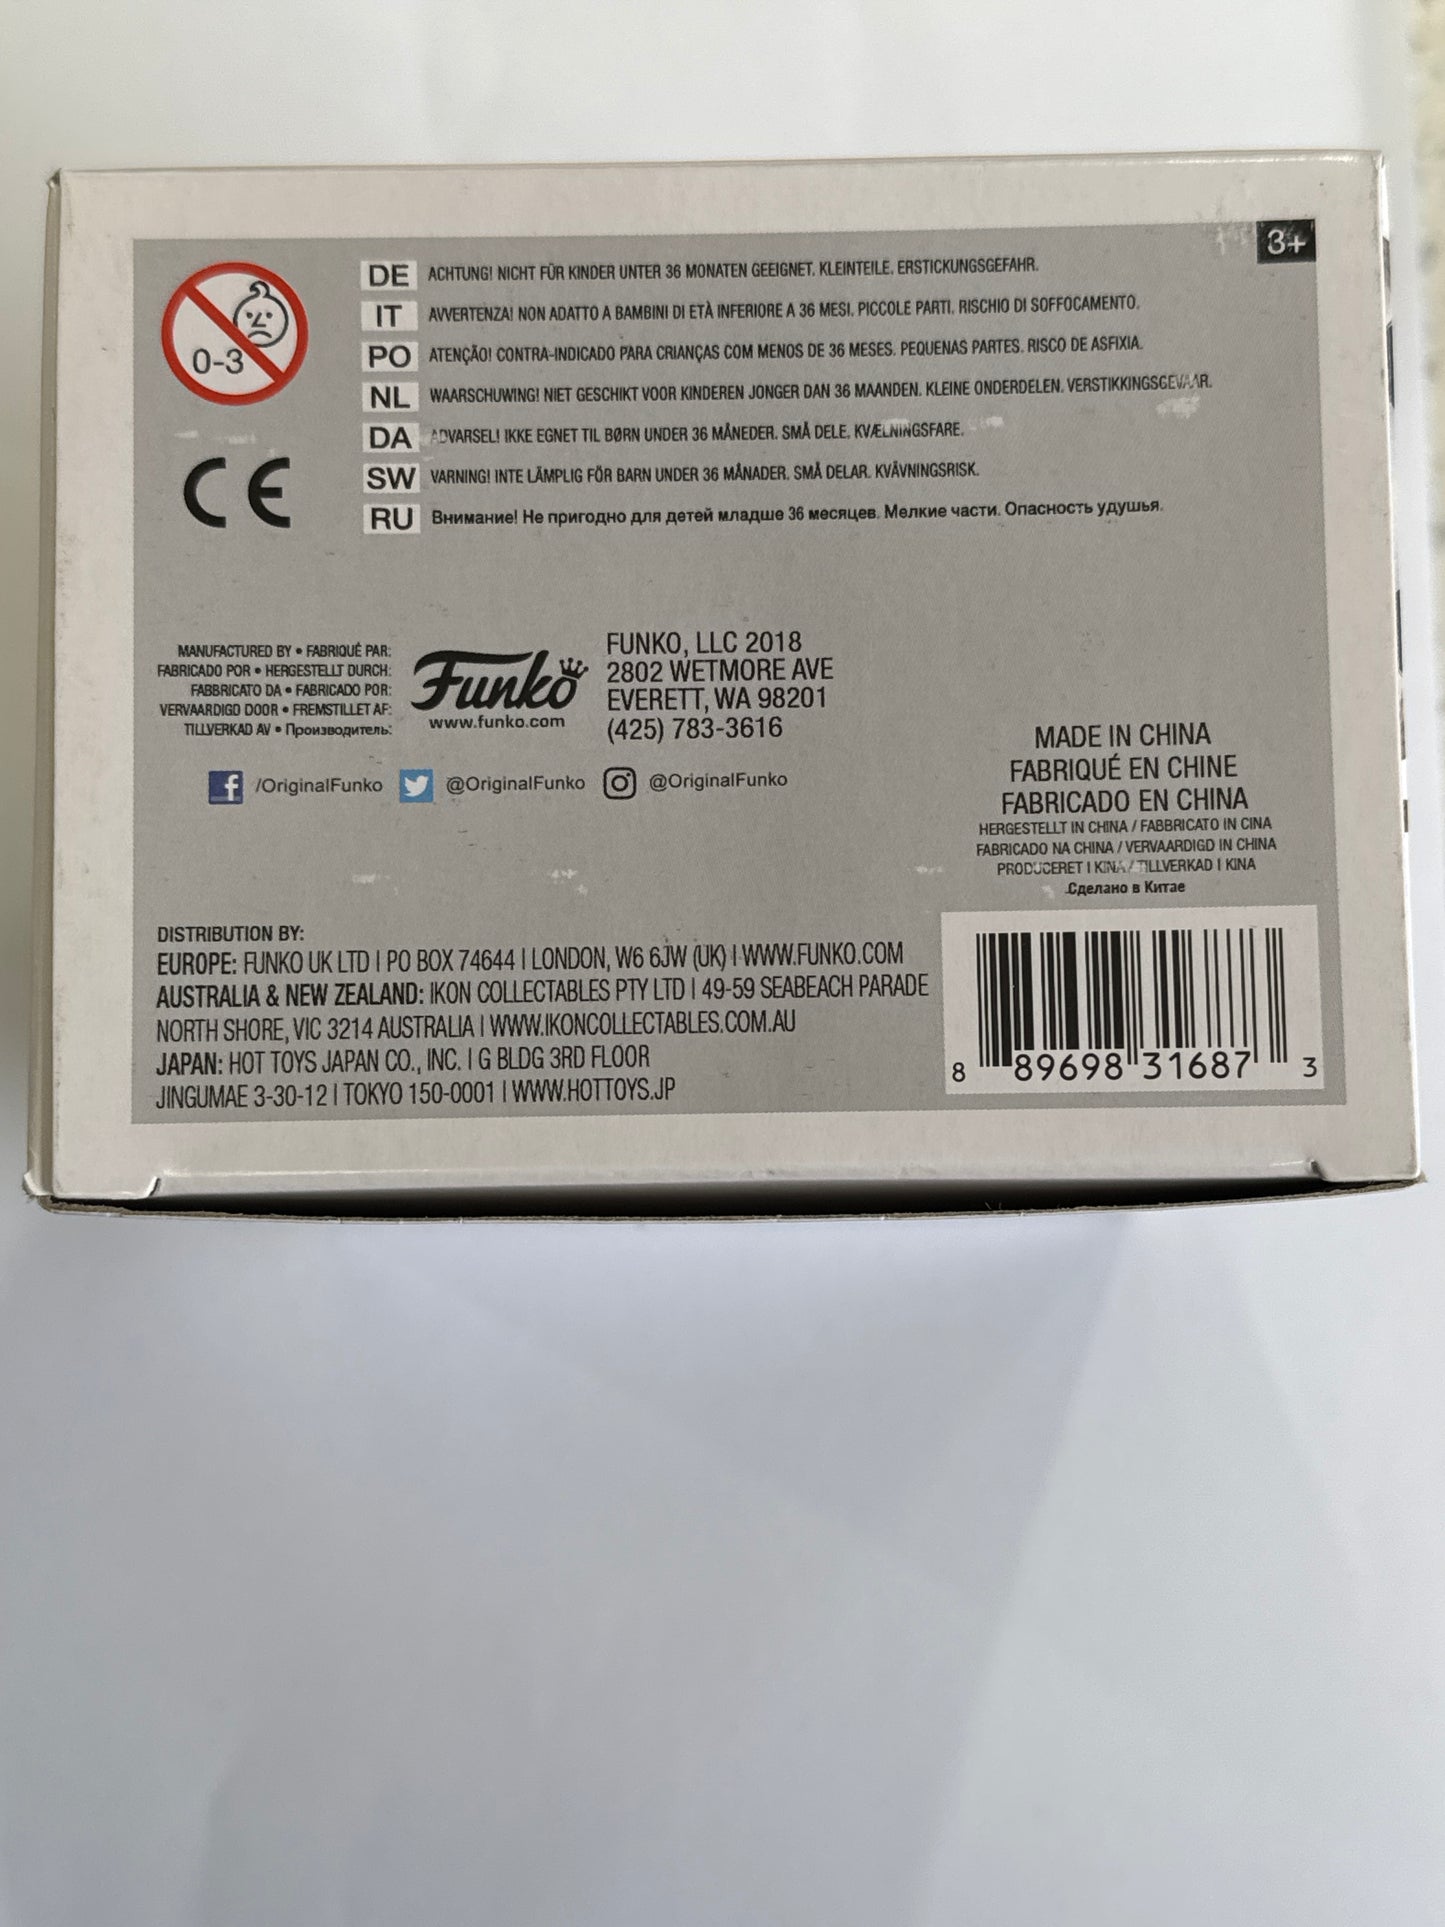 3+
0-3
DE ACHTUNG! NICHT FÜR KINDER UNTER 36 MONATEN GEEIGNET. KLEINTEILE. ERSTICKUNGSGEFAHR.
IT AVVERTENZA! NON ADATTO A BAMBINI DI ETÀ INFERIORE A 36 MESI. PICCOLE PARTI. RISCHIO DI SOFFOCAMENTO.
PO ATENÇÃO! CONTRA-INDICADO PARA CRIANÇAS COM MENOS DE 36 MESES. PEQUENAS PARTES. RISCO DE ASFIXIA.
NL WAARSCHUWING! NIET GESCHIKT VOOR KINDEREN JONGER DAN 36 MAANDEN. KLEINE ONDERDELEN. VERSTIKKINGSGEVAAR.
DA ADVARSEL! IKKE EGNET TIL BØRN UNDER 36 MÅNEDER. SMÅ DELE. KVÆLNINGSFARE.
SW VARNING! INTE LÄMPLIG FÖR BARN UNDER 36 MÅNADER. SMÅ DELAR. KVÄVNINGSRISK.
RU Внимание! Не пригодно для детей младше 36 месяцев. Мелкие части. Опасность удушья.
CE
MANUFACTURED BY • FABRIQUÉ PAR:
FABRICADO POR • HERGESTELLT DURCH:
FABBRICATO DA • FABRICADO POR:
VERVAARDIGD DOOR • FREMSTILLET AF:
TILLVERKAD AV • Производитель:
Funko
www.funko.com
FUNKO, LLC 2018
2802 WETMORE AVE
EVERETT, WA 98201
(425) 783-3616
/OriginalFunko @OriginalFunko @OriginalFunko
MADE IN CHINA
FABRIQUÉ EN CHINE
FABRICADO EN CHINA
HERGESTELLT IN CHINA / FABBRICATO IN CINA
FABRICADO NA CHINA / VERVAARDIGD IN CHINA
PRODUCERET I KINA / TILLVERKAD I KINA
Сделано в Китае
DISTRIBUTION BY:
EUROPE: FUNKO UK LTD | PO BOX 74644 | LONDON, W6 6JW (UK) | WWW.FUNKO.COM
AUSTRALIA & NEW ZEALAND: IKON COLLECTABLES PTY LTD | 49-59 SEABEACH PARADE
NORTH SHORE, VIC 3214 AUSTRALIA | WWW.IKONCOLLECTABLES.COM.AU
JAPAN: HOT TOYS JAPAN CO., INC. | G BLDG 3RD FLOOR
JINGUMAE 3-30-12 | TOKYO 150-0001 | WWW.HOTTOYS.JP
8 89698 31687 3